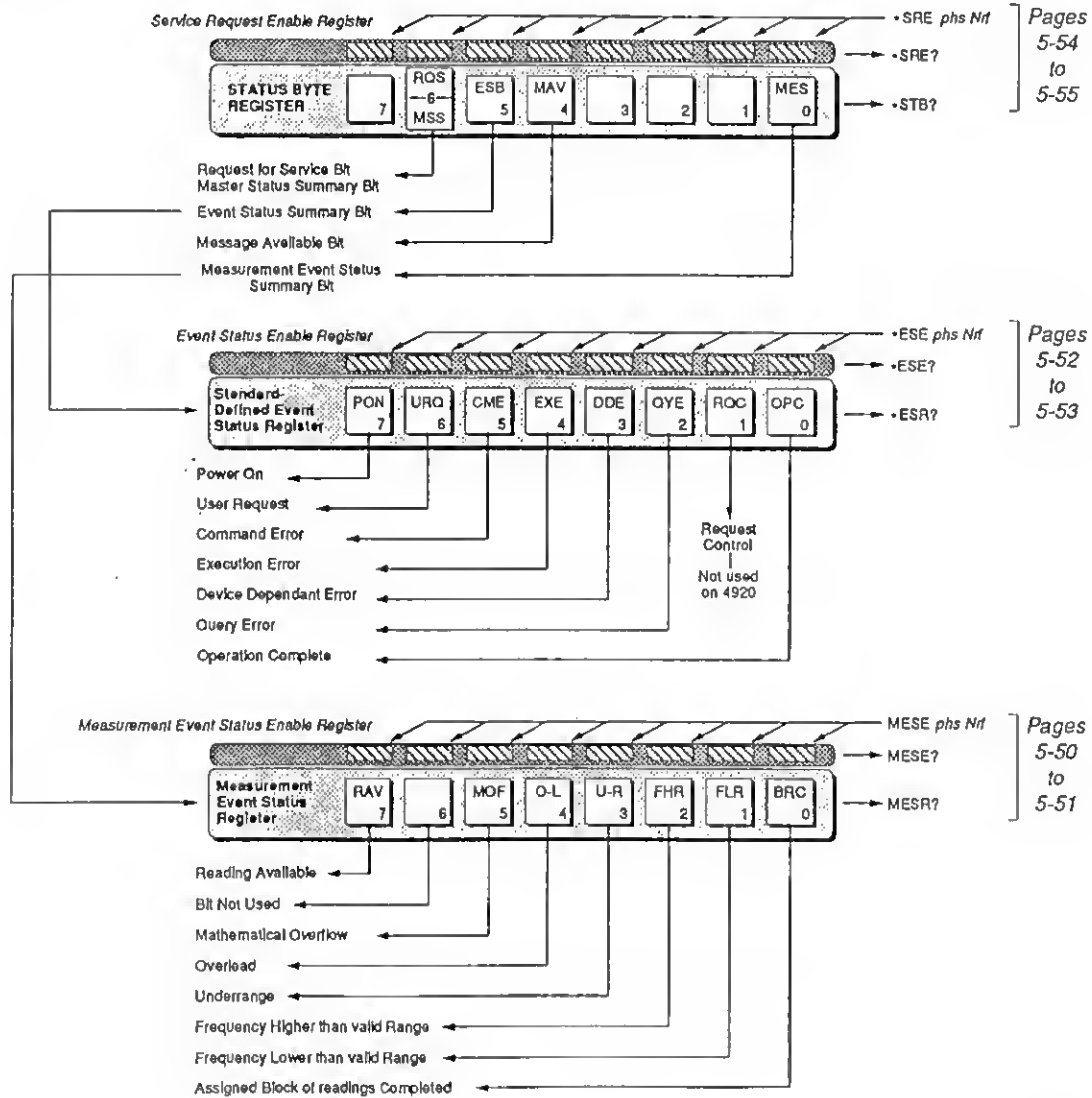 Service Request Enable Register
*SRE phs Nrf
*SRE?
STATUS BYTE
REGISTER
7
RQS
6
MSS
ESB
5
MAV
4
3
2
1
MES
0
*STB?
Pages
5-54
to
5-55
Request for Service Bit
Master Status Summary Bit
Event Status Summary Bit
Message Available Bit
Measurement Event Status
Summary Bit
Event Status Enable Register
*ESE phs Nrf
*ESE?
Standard-
Defined Event
Status Register
PON
7
URQ
6
CME
5
EXE
4
DDE
3
QYE
2
RQC
1
OPC
0
*ESR?
Pages
5-52
to
5-53
Power On
User Request
Command Error
Execution Error
Device Dependant Error
Query Error
Operation Complete
Request
Control
Not used
on 4920
Measurement Event Status Enable Register
MESE phs Nrf
MESE?
Measurement
Event Status
Register
RAV
7
6
MOF
5
O-L
4
U-R
3
FHR
2
FLR
1
BRC
0
MESR?
Pages
5-50
to
5-51
Reading Available
Bit Not Used
Mathematical Overflow
Overload
Underrange
Frequency Higher than valid Range
Frequency Lower than valid Range
Assigned Block of readings Completed